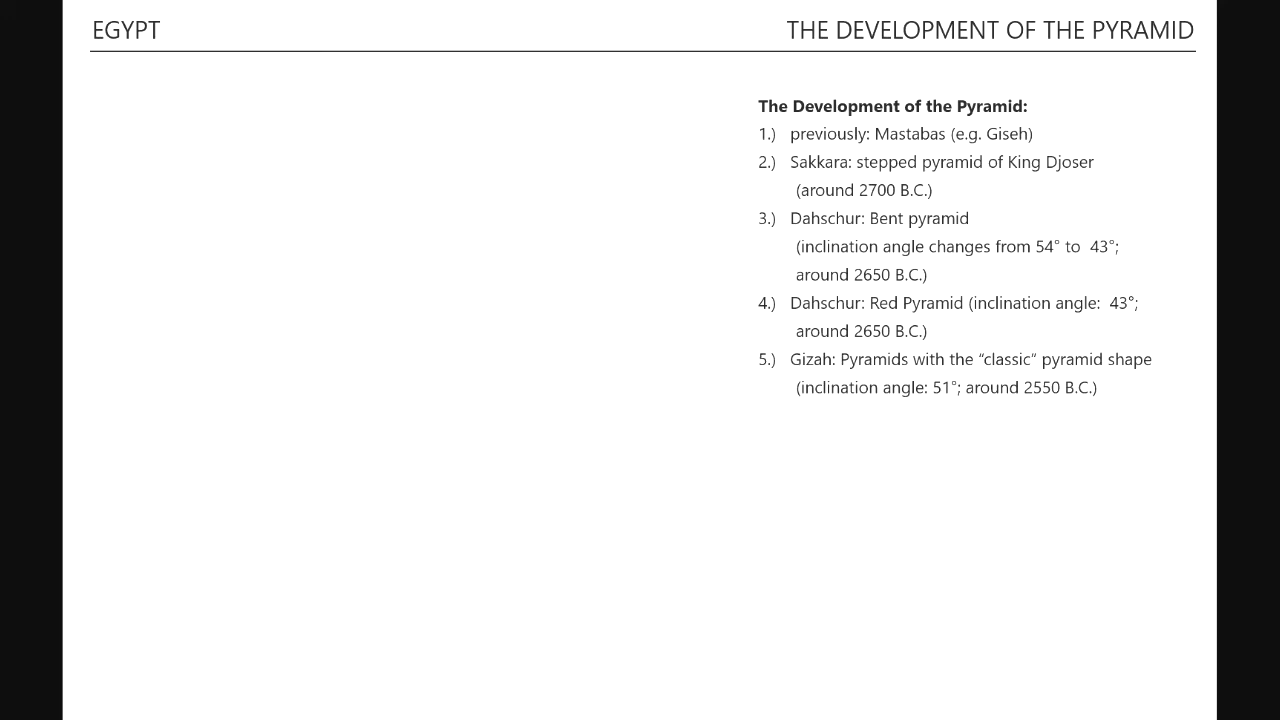 EGYPT
THE DEVELOPMENT OF THE PYRAMID
The Development of the Pyramid:
1.) previously: Mastabas (e.g. Giseh)
2.) Sakkara: stepped pyramid of King Djoser
(around 2700 B.C.)
3.) Dahschur: Bent pyramid
(inclination angle changes from 54° to 43°;
around 2650 B.C.)
4.) Dahschur: Red Pyramid (inclination angle: 43°;
around 2650 B.C.)
5.) Gizah: Pyramids with the “classic” pyramid shape
(inclination angle: 51°; around 2550 B.C.)